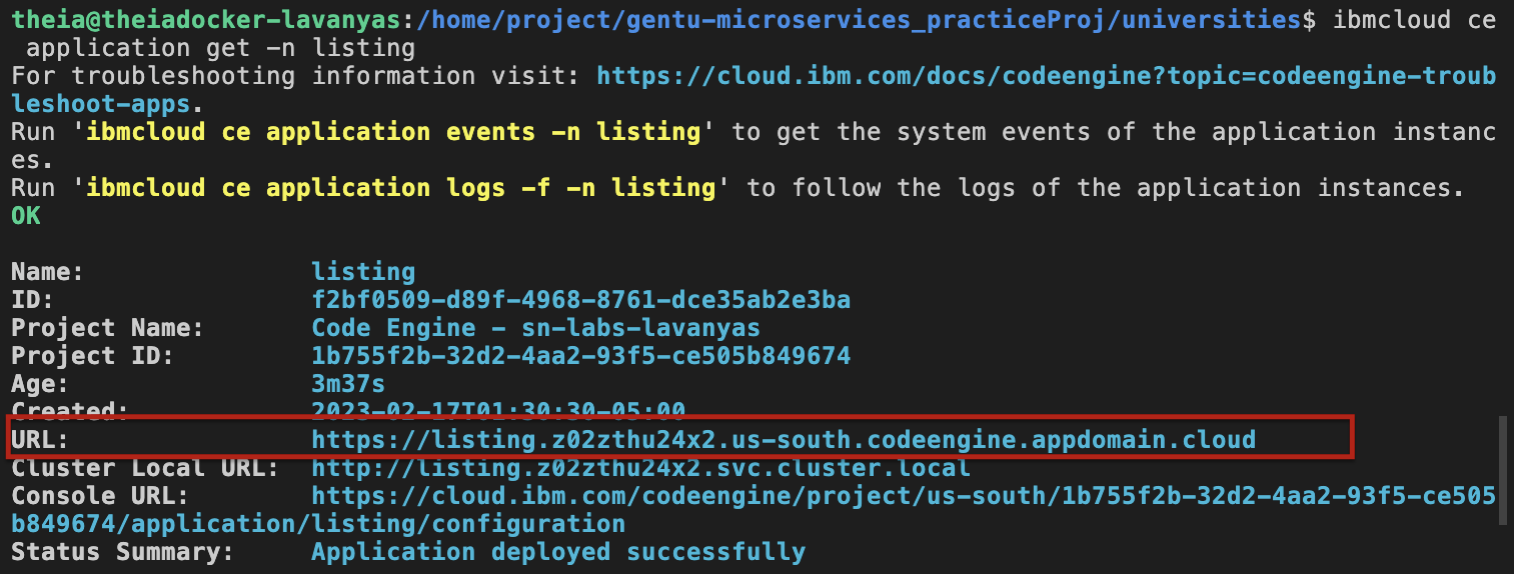 theia@theiadocker-lavanyas:/home/project/gentu-microservices_practiceProj/universities$ ibmcloud ce
 application get -n listing
For troubleshooting information visit: https://cloud.ibm.com/docs/codeengine?topic=codeengine-troub
leshoot-apps.
Run 'ibmcloud ce application events -n listing' to get the system events of the application instanc
es.
Run 'ibmcloud ce application logs -f -n listing' to follow the logs of the application instances.
OK
Name: listing
ID: f2bf0509-d89f-4968-8761-dce35ab2e3ba
Project Name: Code Engine - sn-labs-lavanyas
Project ID: 1b755f2b-32d2-4aa2-93f5-ce505b849674
Age: 3m37s
Created: 2023-02-17T01:30:30-05:00
URL: https://listing.z02zthu24x2.us-south.codeengine.appdomain.cloud
Cluster Local URL: http://listing.z02zthu24x2.svc.cluster.local
Console URL: https://cloud.ibm.com/codeengine/project/us-south/1b755f2b-32d2-4aa2-93f5-ce505
b849674/application/listing/configuration
Status Summary: Application deployed successfully